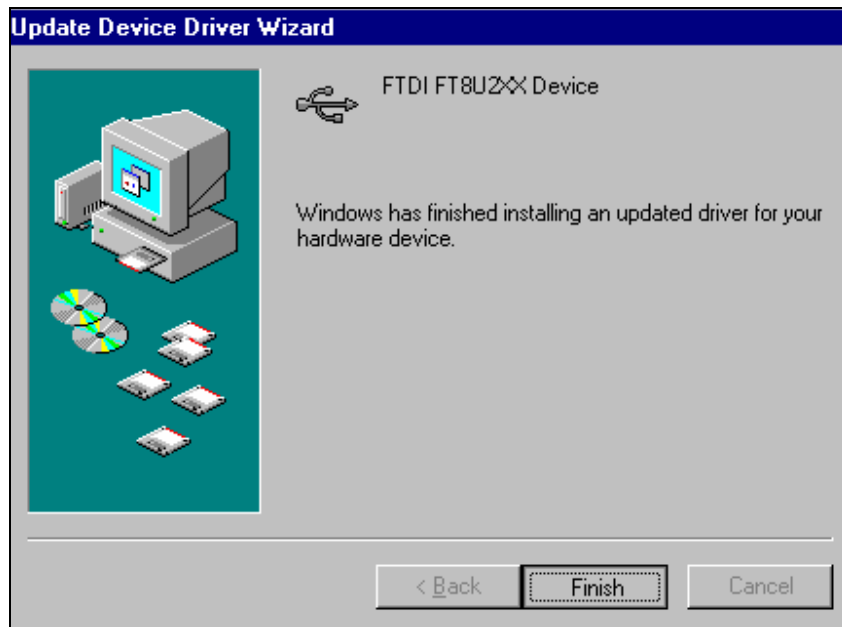 Update Device Driver Wizard
FTDI FT8U2XX Device
Windows has finished installing an updated driver for your
hardware device.
< Back
Finish
Cancel